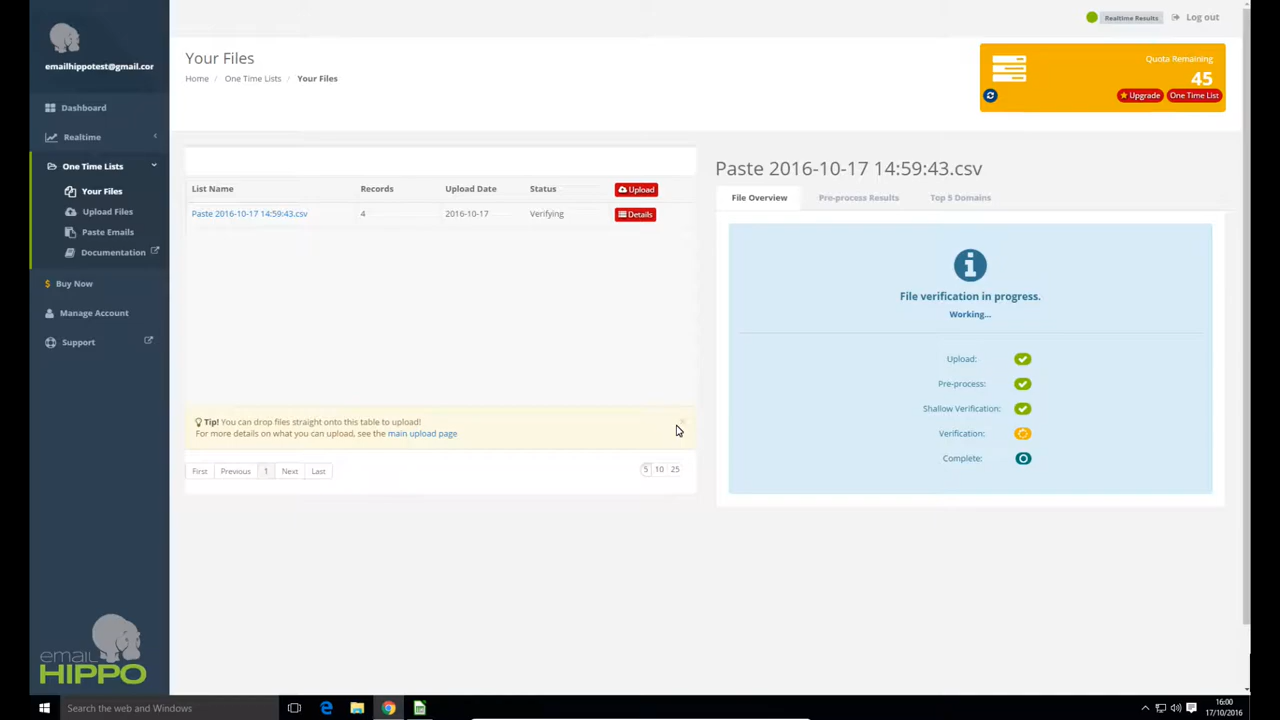 Realtime Results
Log out
emailhippotest@gmail.cor
Dashboard
Realtime
One Time Lists
Your Files
Upload Files
Paste Emails
Documentation
Buy Now
Manage Account
Support
email
HIPPO
Your Files
Home / One Time Lists / Your Files
Quota Remaining
45
Upgrade
One Time List
List Name Records Upload Date Status Upload
Paste 2016-10-17 14:59:43.csv 4 2016-10-17 Verifying Details
Tip! You can drop files straight onto this table to upload!
For more details on what you can upload, see the main upload page
First Previous 1 Next Last
5 10 25
Paste 2016-10-17 14:59:43.csv
File Overview Pre-process Results Top 5 Domains
File verification in progress.
Working...
Upload:
Pre-process:
Shallow Verification:
Verification:
Complete:
Search the web and Windows
16:00
17/10/2016